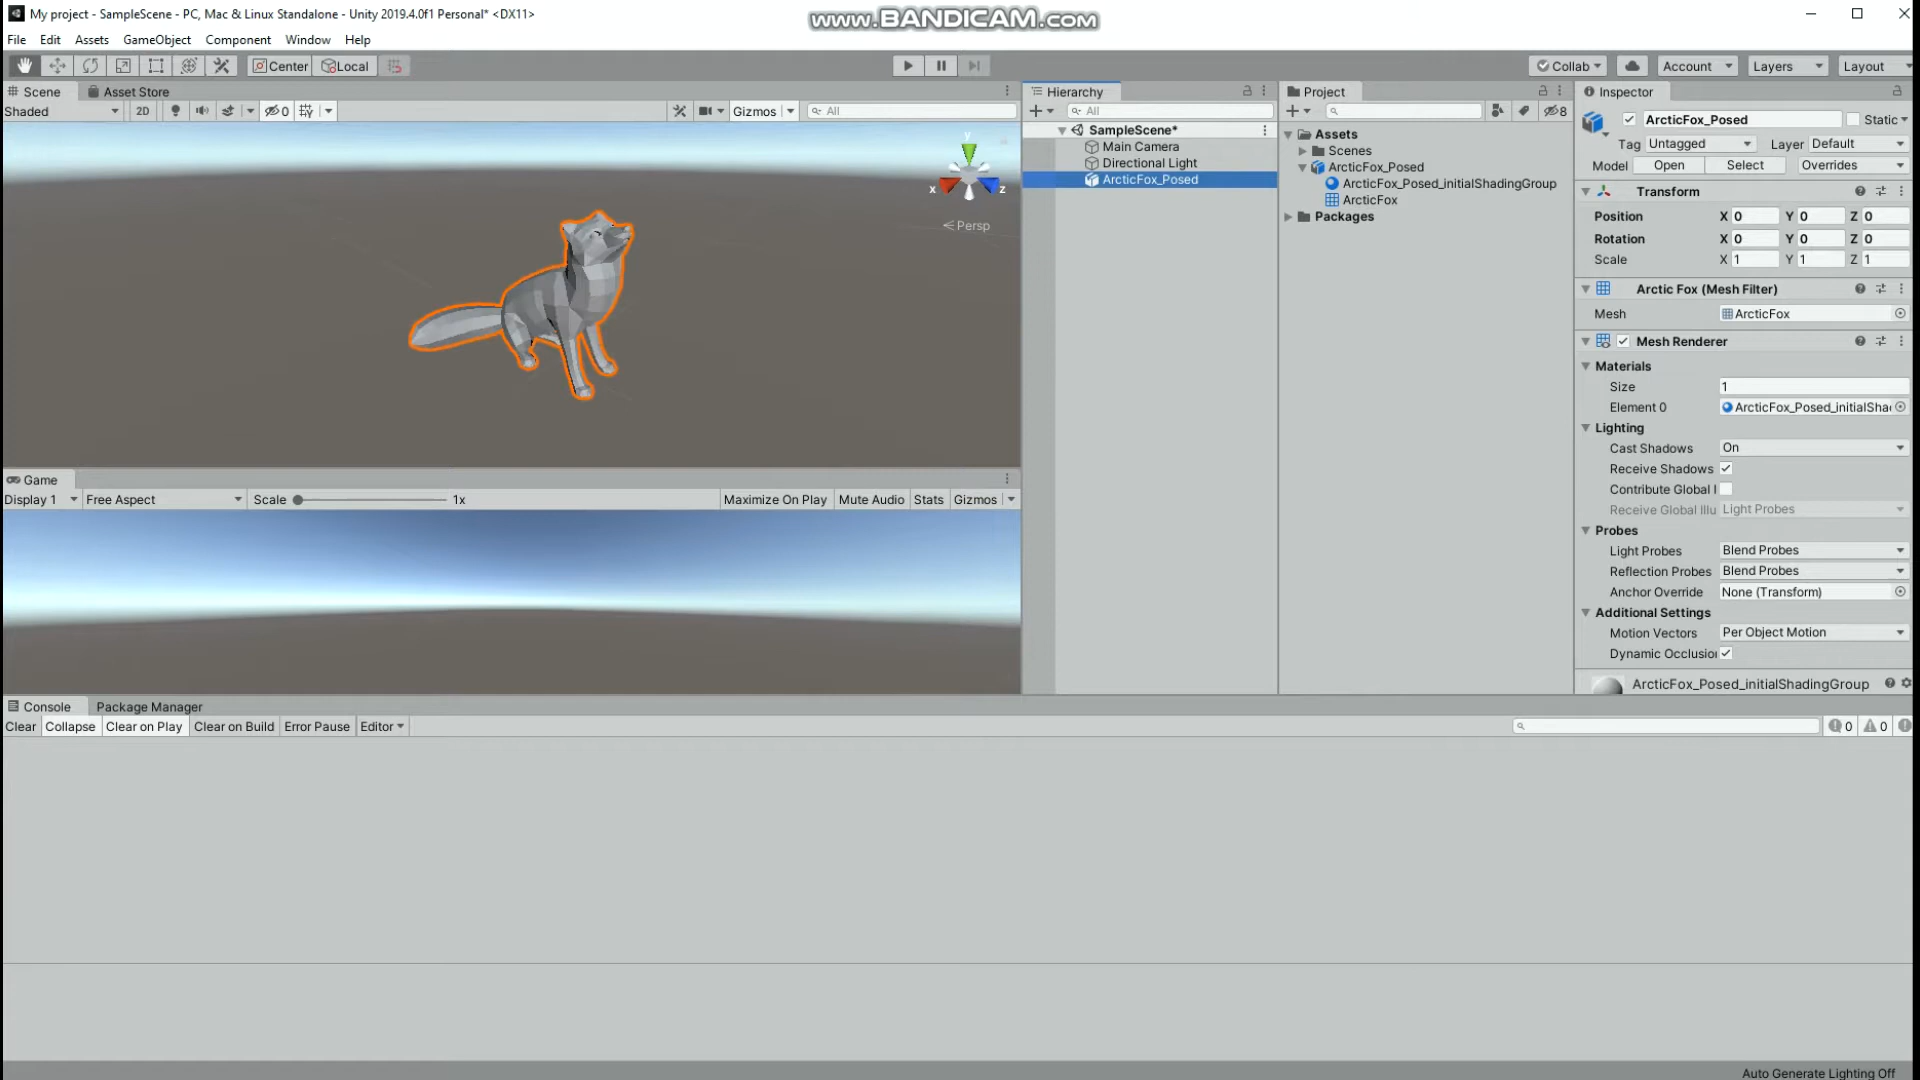 My project - SampleScene - PC, Mac & Linux Standalone - Unity 2019.4.0f1 Personal* <DX11>
www.BANDICAM.com
File Edit Assets GameObject Component Window Help
Center Local
Collab Account Layers Layout
Scene Asset Store
Shaded 2D 0 Gizmos All
y
x z
Persp
Game
Display 1 Free Aspect Scale 1x Maximize On Play Mute Audio Stats Gizmos
Hierarchy
All
SampleScene*
Main Camera
Directional Light
ArcticFox_Posed
Project
8
Assets
Scenes
ArcticFox_Posed
ArcticFox_Posed_initialShadingGroup
ArcticFox
Packages
Inspector
ArcticFox_Posed Static
Tag Untagged Layer Default
Model Open Select Overrides
Transform
Position X 0 Y 0 Z 0
Rotation X 0 Y 0 Z 0
Scale X 1 Y 1 Z 1
Arctic Fox (Mesh Filter)
Mesh ArcticFox
Mesh Renderer
Materials
Size 1
Element 0 ArcticFox_Posed_initialSha
Lighting
Cast Shadows On
Receive Shadows
Contribute Global I
Receive Global Illu Light Probes
Probes
Light Probes Blend Probes
Reflection Probes Blend Probes
Anchor Override None (Transform)
Additional Settings
Motion Vectors Per Object Motion
Dynamic Occlusio
ArcticFox_Posed_initialShadingGroup
Console Package Manager
Clear Collapse Clear on Play Clear on Build Error Pause Editor 0 0
Auto Generate Lighting Off